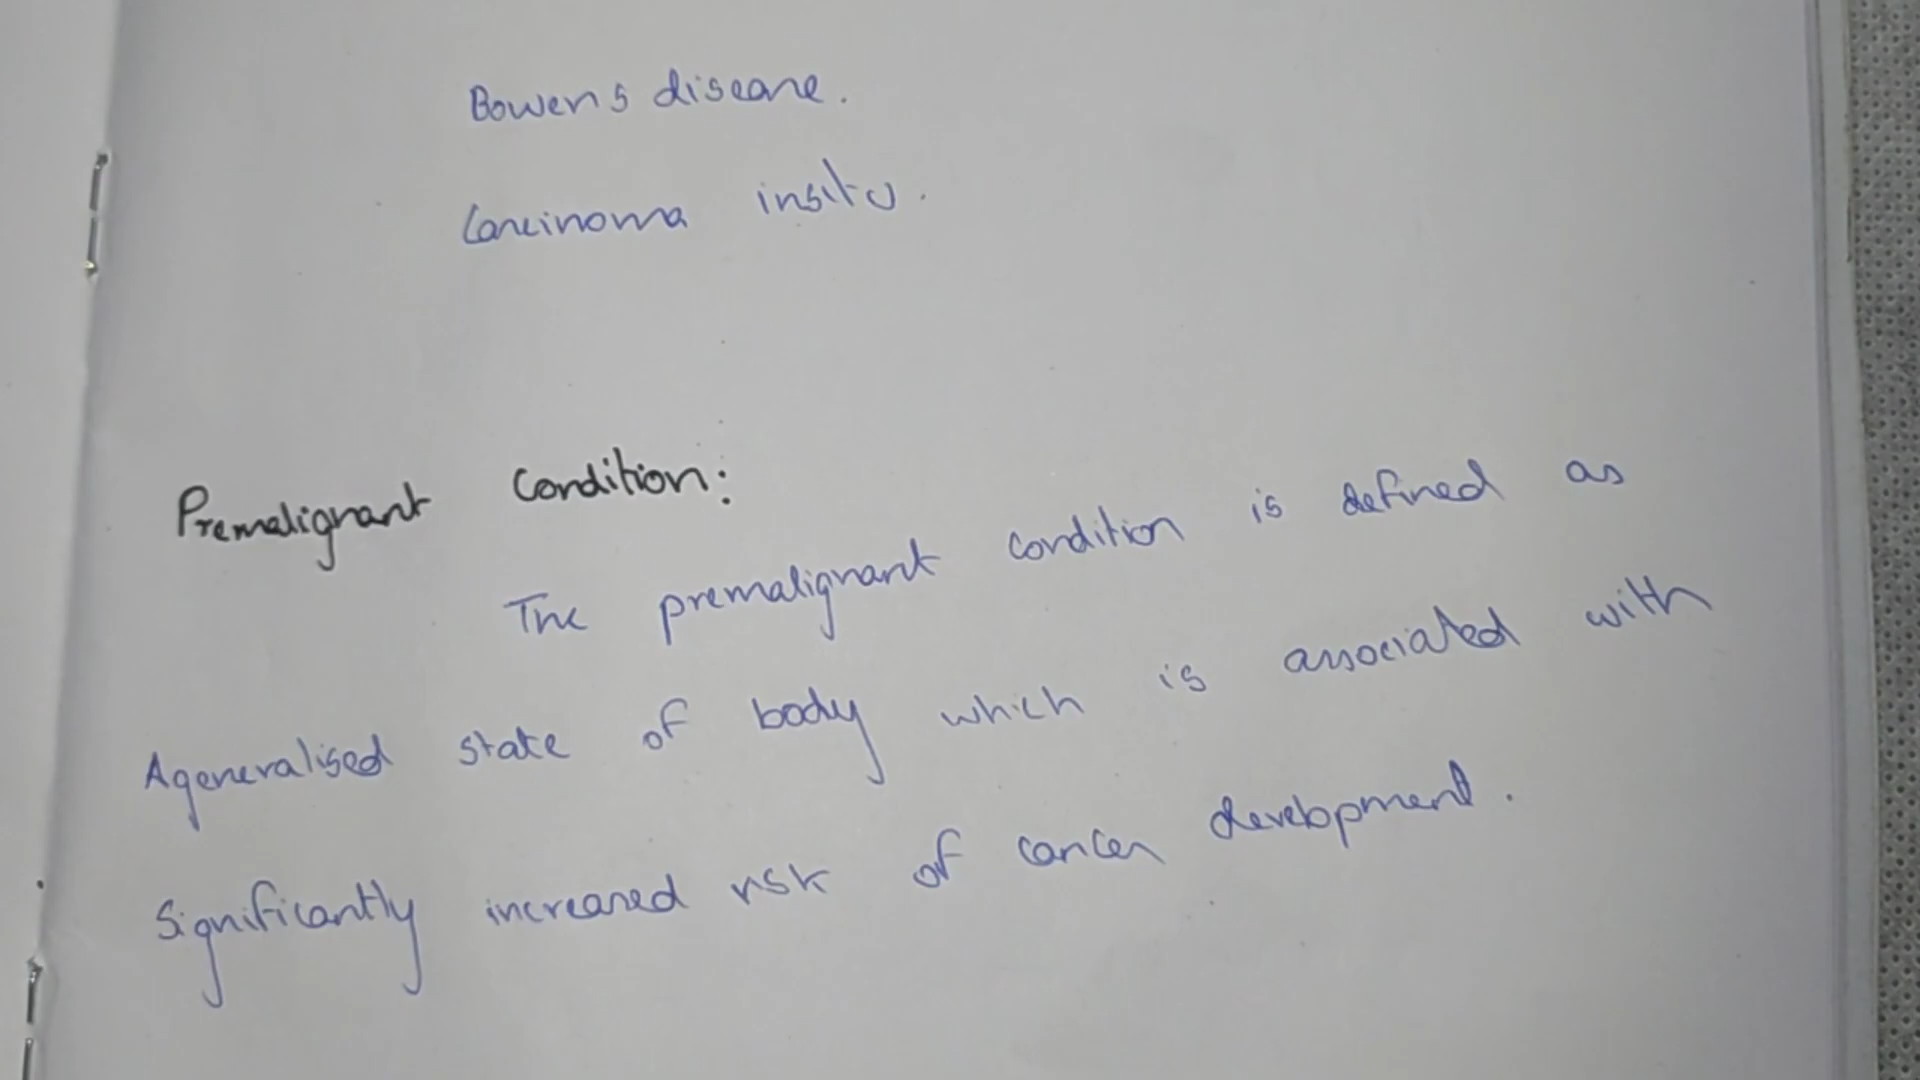 Bowens disease.
Carcinoma insitu.
Premalignant Condition:
The premalignant condition is defined as
A generalised state of body which is associated with
Significantly increased risk of cancer development.